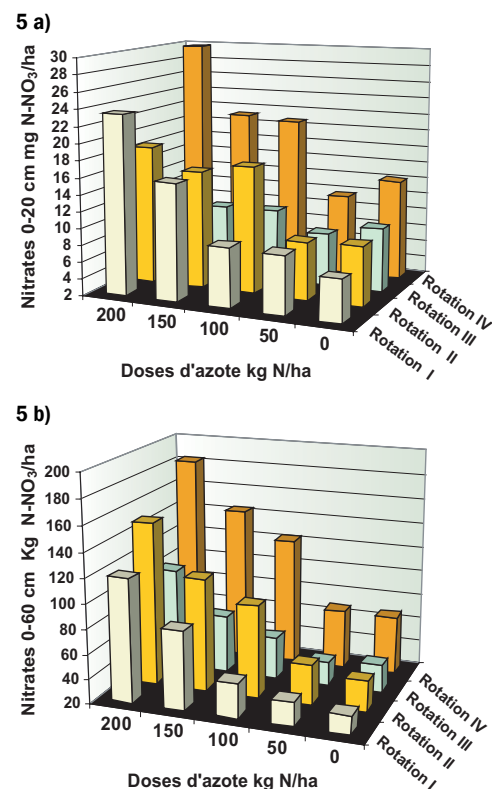 5 a)
Nitrates 0-20 cm mg N-NO₃/ha
30
28
26
24
22
20
18
16
14
12
10
8
6
4
2
200
150
100
50
0
Rotation IV
Rotation III
Rotation II
Rotation I
Doses d'azote kg N/ha
5 b)
Nitrates 0-60 cm Kg N-NO₃/ha
200
180
160
140
120
100
80
60
40
20
200
150
100
50
0
Rotation IV
Rotation III
Rotation II
Rotation I
Doses d'azote kg N/ha